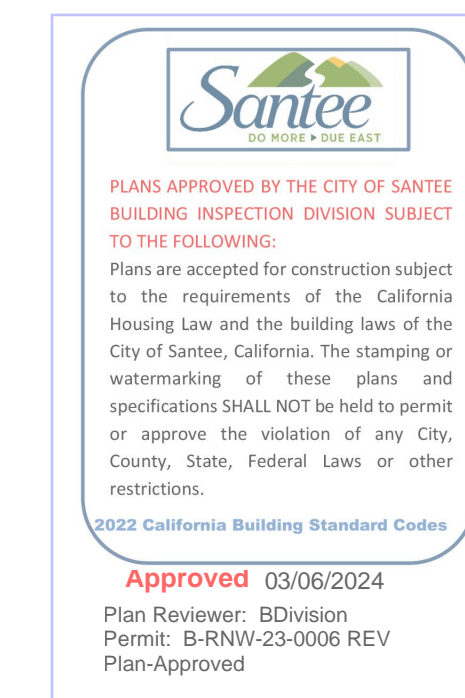 Santee
DO MORE ▶ DUE EAST
PLANS APPROVED BY THE CITY OF SANTEE
BUILDING INSPECTION DIVISION SUBJECT
TO THE FOLLOWING:
Plans are accepted for construction subject
to the requirements of the California
Housing Law and the building laws of the
City of Santee, California. The stamping or
watermarking of these plans and
specifications SHALL NOT be held to permit
or approve the violation of any City,
County, State, Federal Laws or other
restrictions.
2022 California Building Standard Codes
Approved 03/06/2024
Plan Reviewer: BDivision
Permit: B-RNW-23-0006 REV
Plan-Approved